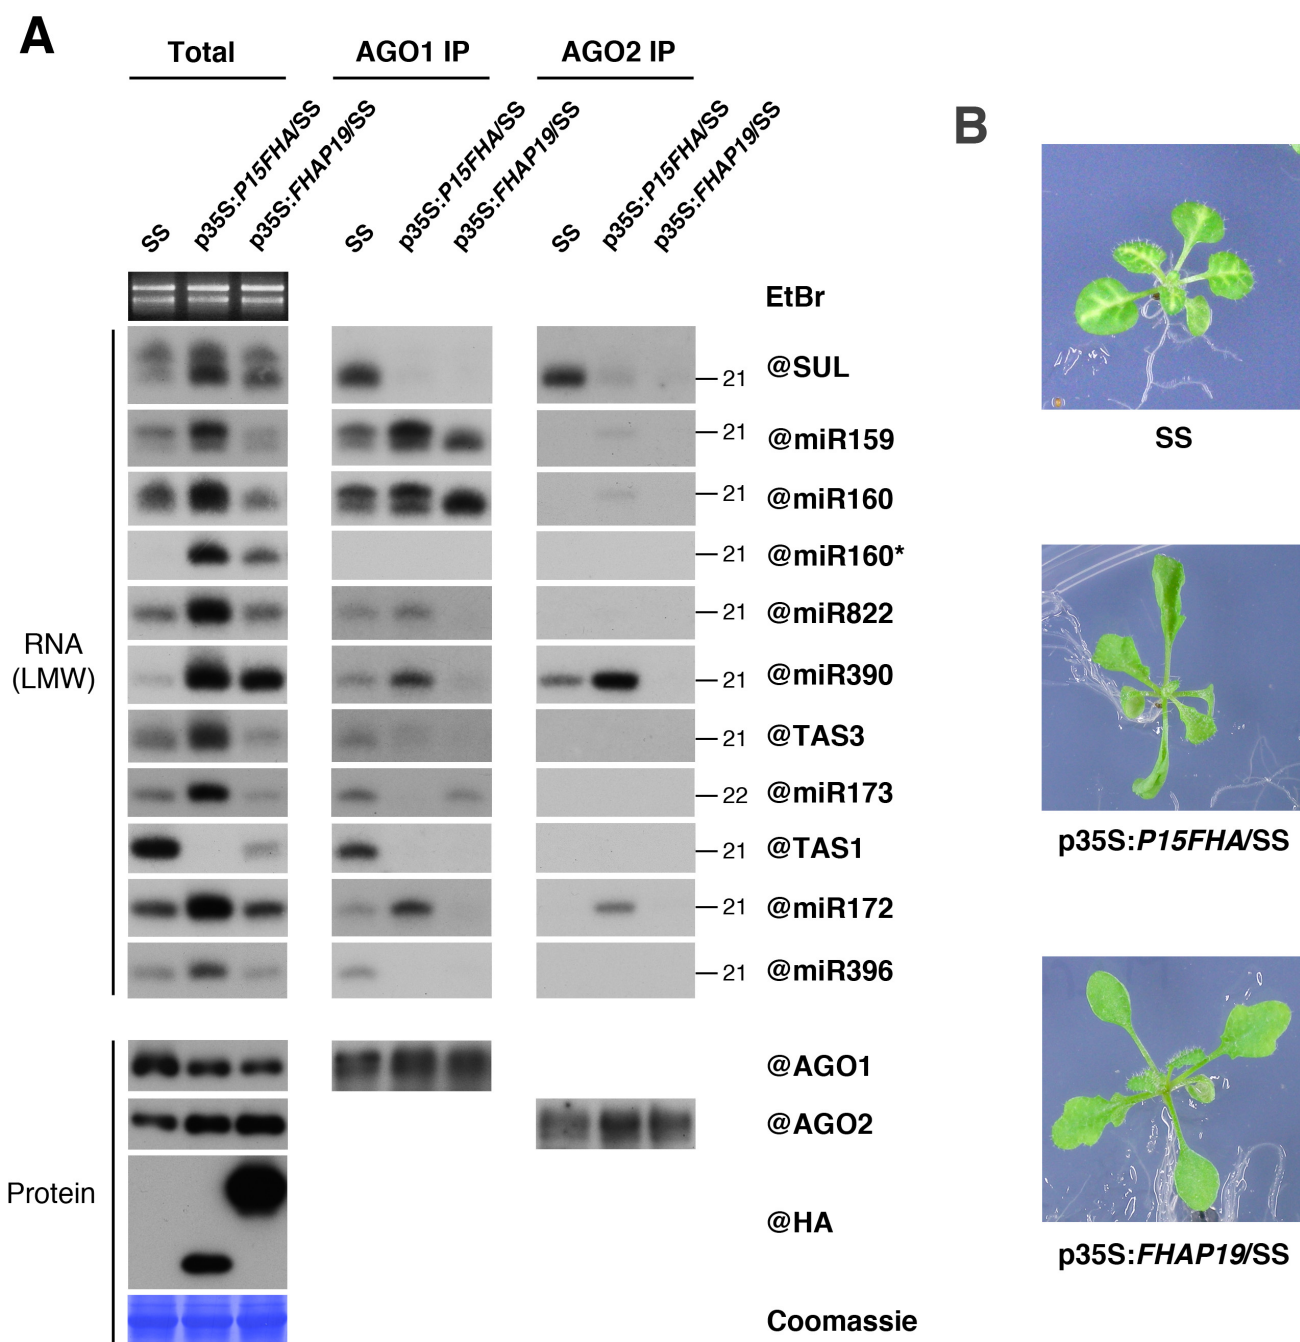 A
Total
AGO1 IP
AGO2 IP
SS
p35S:P15FHA/SS
p35S:FHAP19/SS
SS
p35S:P15FHA/SS
p35S:FHAP19/SS
SS
p35S:P15FHA/SS
p35S:FHAP19/SS
EtBr
21 @SUL
21 @miR159
21 @miR160
21 @miR160*
21 @miR822
21 @miR390
21 @TAS3
22 @miR173
21 @TAS1
21 @miR172
21 @miR396
RNA
(LMW)
@AGO1
@AGO2
Protein
@HA
Coomassie
B
SS
p35S:P15FHA/SS
p35S:FHAP19/SS